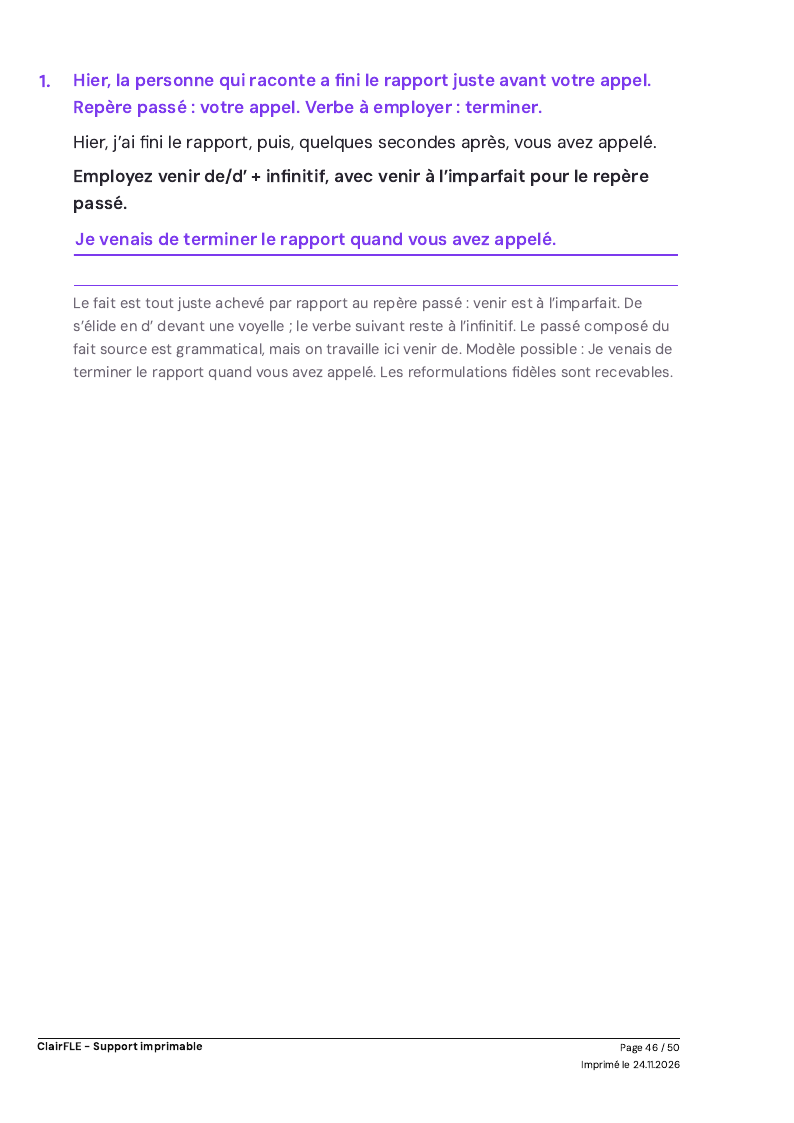 1. Hier, la personne qui raconte a fini le rapport juste avant votre appel.
Repère passé : votre appel. Verbe à employer : terminer.
Hier, j’ai fini le rapport, puis, quelques secondes après, vous avez appelé.
Employez venir de/d’ + infinitif, avec venir à l’imparfait pour le repère
passé.
Je venais de terminer le rapport quand vous avez appelé.
Le fait est tout juste achevé par rapport au repère passé : venir est à l’imparfait. De
s’élide en d’ devant une voyelle ; le verbe suivant reste à l’infinitif. Le passé composé du
fait source est grammatical, mais on travaille ici venir de. Modèle possible : Je venais de
terminer le rapport quand vous avez appelé. Les reformulations fidèles sont recevables.
ClairFLE - Support imprimable
Page 46 / 50
Imprimé le 24.11.2026